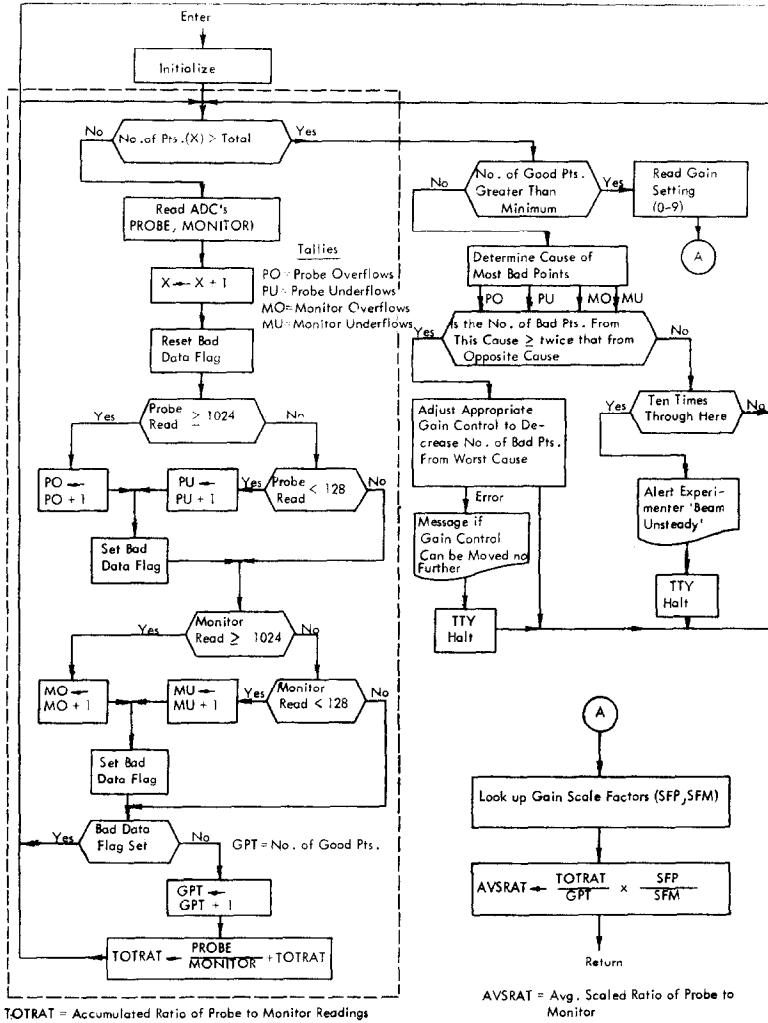 Enter
Initialize
No
No.of Pts.(X) > Total
Yes
Read ADC's
PROBE, MONITOR)
X ← X + 1
Reset Bad
Data Flag
Tallies
PO = Probe Overflows
PU = Probe Underflows
MO = Monitor Overflows
MU = Monitor Underflows
Yes
Probe ≥ 1024
Read
No
PO ←
PO + 1
PU ←
PU + 1
Yes
Probe < 128
Read
No
Set Bad
Data Flag
Yes
Monitor
Read ≥ 1024
No
MO ←
MO + 1
MU ←
MU + 1
Yes
Monitor
Read < 128
No
Set Bad
Data Flag
Yes
Bad Data
Flag Set
No
GPT = No. of Good Pts.
GPT ←
GPT + 1
TOTRAT ← PROBE
MONITOR + TOTRAT
TOTRAT = Accumulated Ratio of Probe to Monitor Readings
No
No. of Good Pts.
Greater Than
Minimum
Yes
Read Gain
Setting
(0-9)
A
Determine Cause of
Most Bad Points
PO PU MO MU
Yes
Is the No. of Bad Pts. From
This Cause ≥ twice that from
Opposite Cause
No
Adjust Appropriate
Gain Control to De-
crease No. of Bad Pts.
From Worst Cause
Error
Message if
Gain Control
Can be Moved no
Further
TTY
Halt
Yes
Ten Times
Through Here
No
Alert Experi-
menter 'Beam
Unsteady'
TTY
Halt
A
Look up Gain Scale Factors (SFP,SFM)
AVSRAT ← TOTRAT
GPT × SFP
SFM
Return
AVSRAT = Avg. Scaled Ratio of Probe to
Monitor